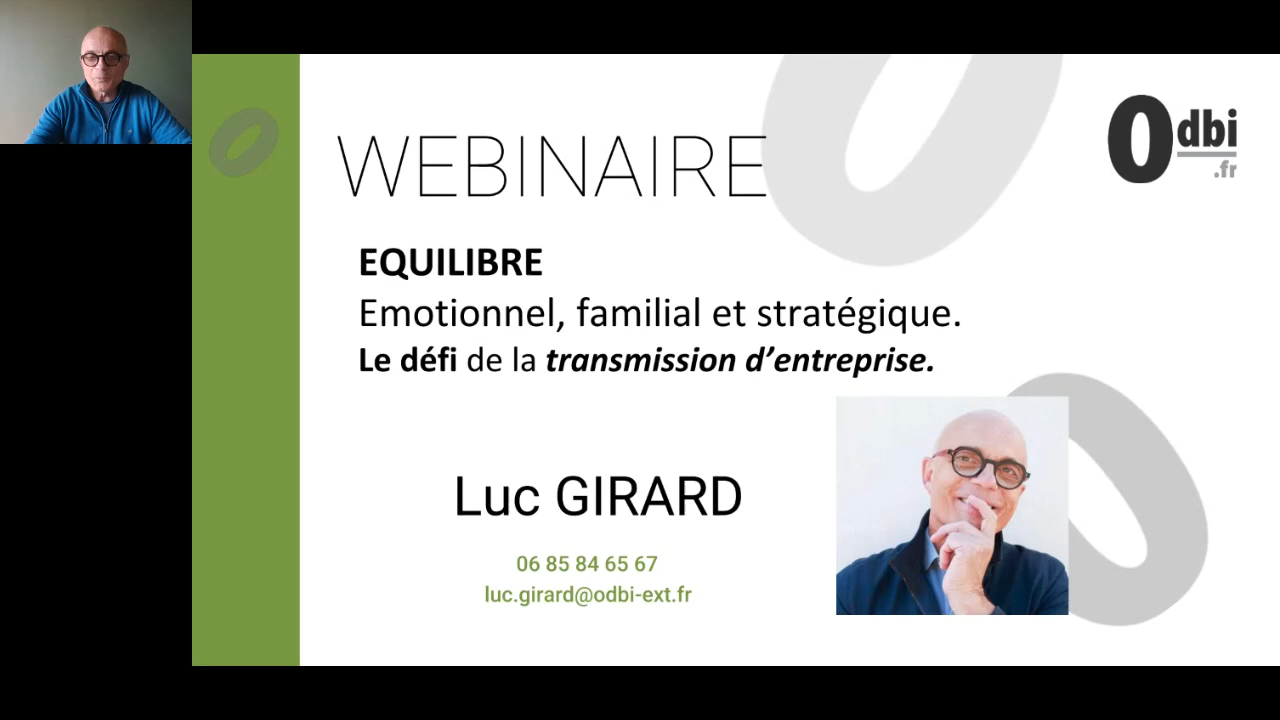 WEBINAIRE
Odbi
.fr
EQUILIBRE
Emotionnel, familial et stratégique.
Le défi de la transmission d’entreprise.
Luc GIRARD
06 85 84 65 67
luc.girard@odbi-ext.fr